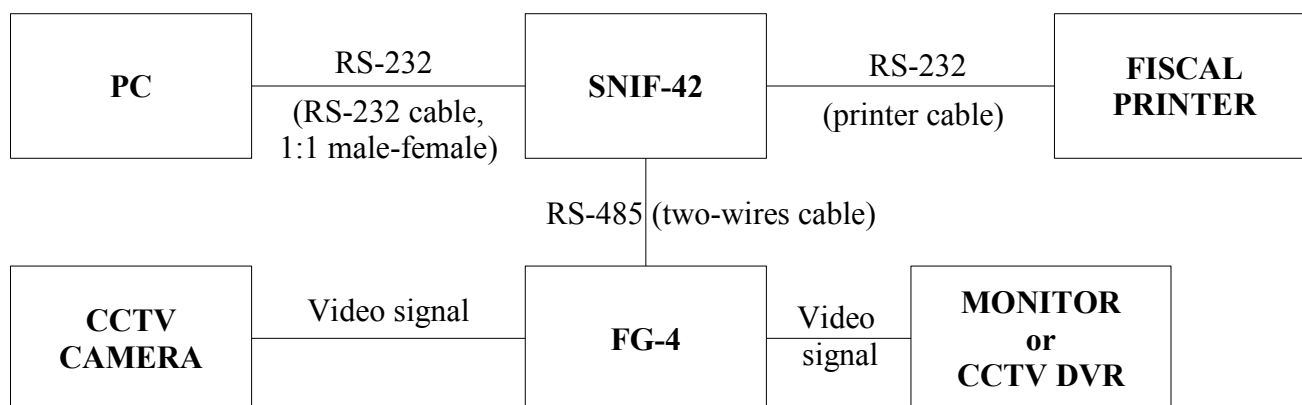 PC
RS-232
(RS-232 cable,
1:1 male-female)
SNIF-42
RS-232
(printer cable)
FISCAL
PRINTER
RS-485 (two-wires cable)
CCTV
CAMERA
Video signal
FG-4
Video
signal
MONITOR
or
CCTV DVR